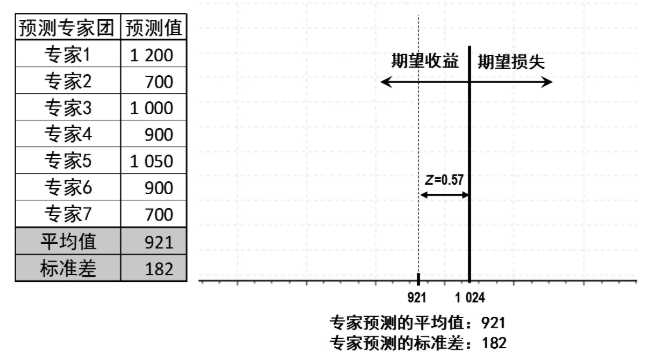 预测专家团 预测值
专家1 1 200
专家2 700
专家3 1 000
专家4 900
专家5 1 050
专家6 900
专家7 700
平均值 921
标准差 182
期望收益 期望损失
Z=0.57
921 1 024
专家预测的平均值：921
专家预测的标准差：182